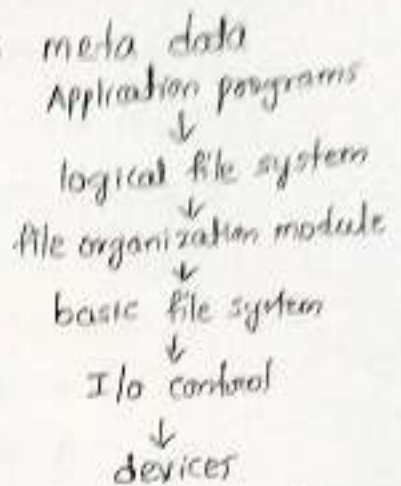 meta data
Application programs
↓
logical file system
↓
file organization module
↓
basic file system
↓
I/o control
↓
devices